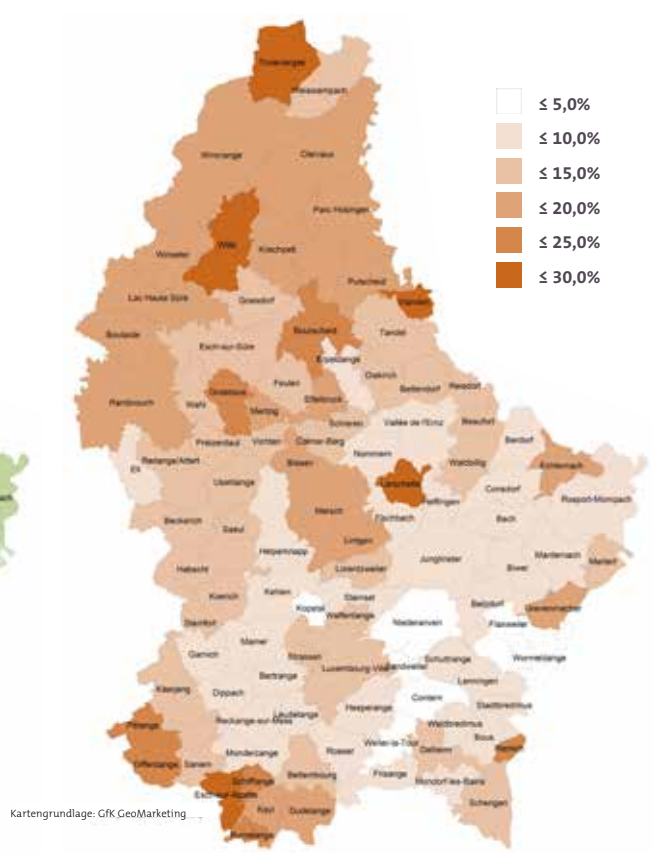 Troisvierges
Weiswampach
Wincrange
Clervaux
Parc Hosingen
Wiltz
Kiischpelt
Winseler
Putscheid
Lac Haute Sûre
Goesdorf
Vianden
Boulaide
Bourscheid
Tandel
Esch-sur-Sûre
Erpeldange
Diekirch
Feulen
Bettendorf
Reisdorf
Rambrouch
Wahl
Grosbous
Mertzig
Ettelbruck
Schieren
Vallée de l'Ernz
Beaufort
Préizerdaul
Vichten
Colmar-Berg
Berdorf
Ell
Redange/Attert
Bissen
Nommern
Waldbillig
Echternach
Useldange
Larochette
Consdorf
Rosport-Mompach
Heffingen
Beckerich
Saeul
Mersch
Fischbach
Bech
Lintgen
Helperknapp
Junglinster
Manternach
Mertert
Habscht
Lorentzweiler
Biwer
Koerich
Kehlen
Kopstal
Steinsel
Walferdange
Betzdorf
Grevenmacher
Steinfort
Niederanven
Flaxweiler
Mamer
Garnich
Strassen
Wormeldange
Luxembourg-Ville
Sandweiler
Schuttrange
Bertrange
Lenningen
Käerjeng
Dippach
Contern
Stadtbredimus
Leudelange
Hesperange
Reckange-sur-Mess
Waldbredimus
Pétange
Bous
Weiler-la-Tour
Dalheim
Remich
Mondercange
Roeser
Differdange
Sanem
Bettembourg
Frisange
Mondorf-les-Bains
Schifflange
Esch-sur-Alzette
Schengen
Kayl
Dudelange
Rumelange
≤ 5,0%
≤ 10,0%
≤ 15,0%
≤ 20,0%
≤ 25,0%
≤ 30,0%
Kartengrundlage: GfK GeoMarketing